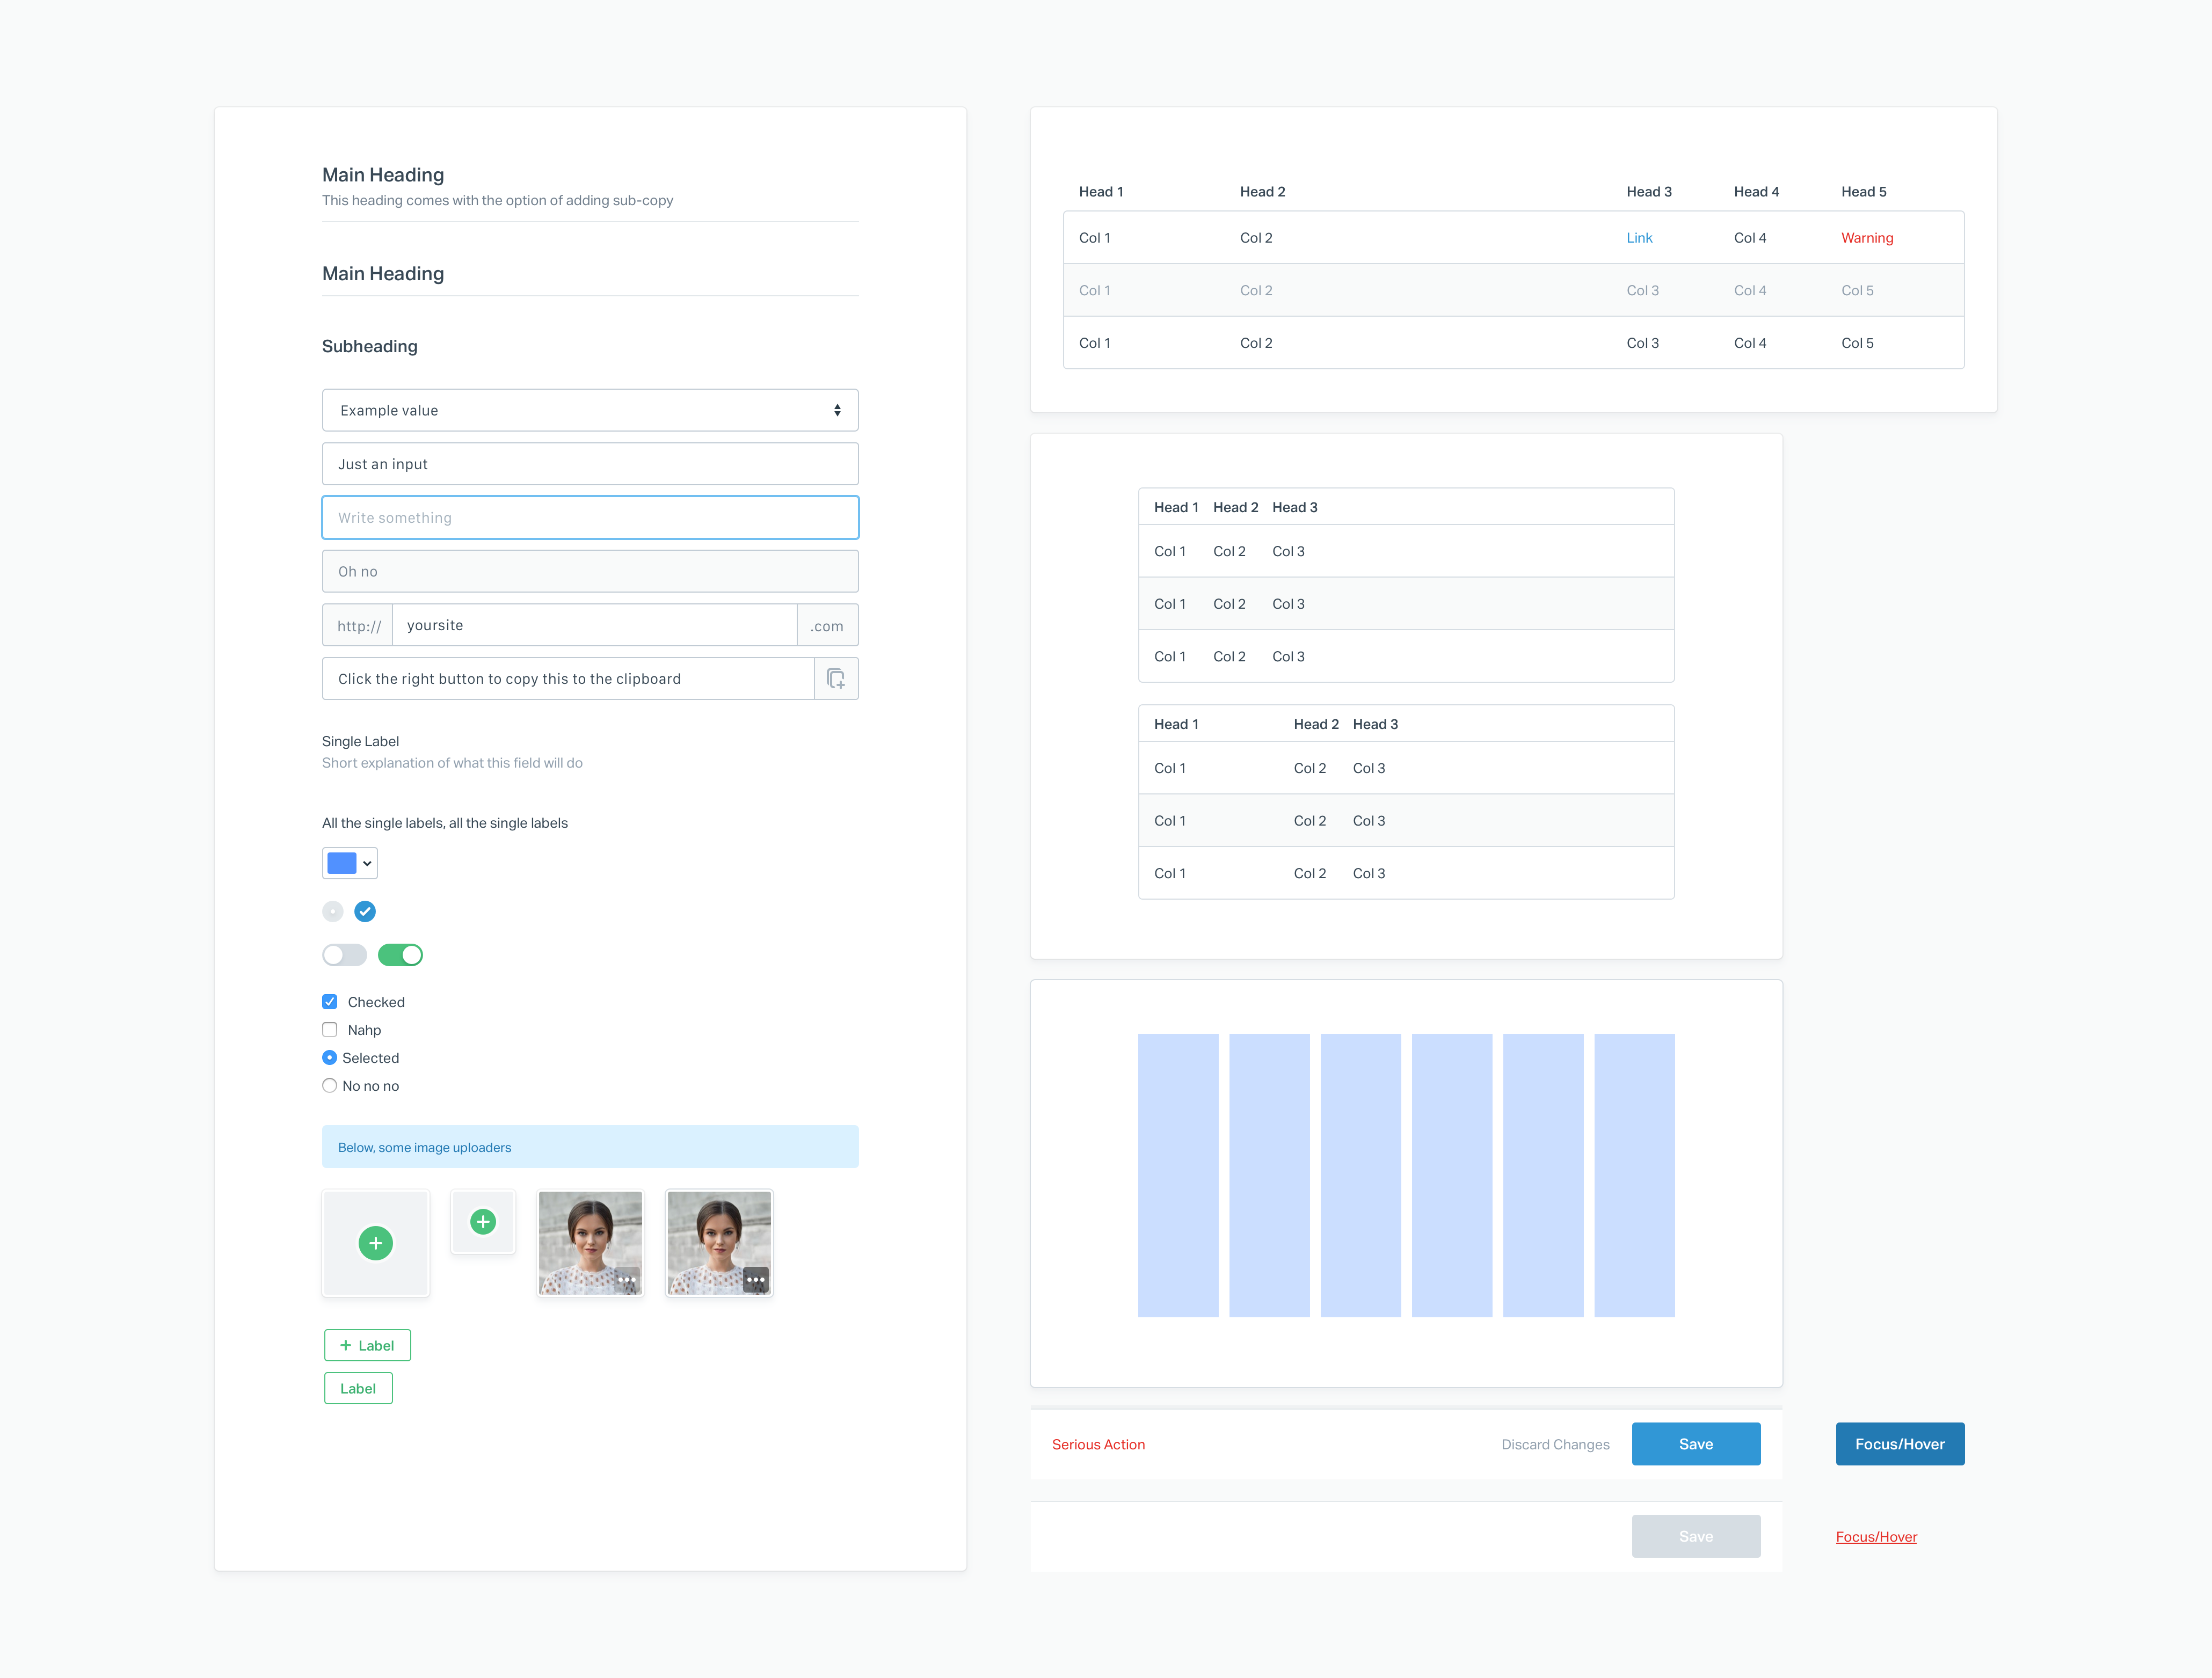 Main Heading
This heading comes with the option of adding sub-copy
Main Heading
Subheading
Example value
Just an input
Write something
Oh no
http:// yoursite .com
Click the right button to copy this to the clipboard
Single Label
Short explanation of what this field will do
All the single labels, all the single labels
Checked
Nahp
Selected
No no no
Below, some image uploaders
+ Label
Label
Head 1 Head 2 Head 3 Head 4 Head 5
Col 1 Col 2 Link Col 4 Warning
Col 1 Col 2 Col 3 Col 4 Col 5
Col 1 Col 2 Col 3 Col 4 Col 5
Head 1 Head 2 Head 3
Col 1 Col 2 Col 3
Col 1 Col 2 Col 3
Col 1 Col 2 Col 3
Head 1 Head 2 Head 3
Col 1 Col 2 Col 3
Col 1 Col 2 Col 3
Col 1 Col 2 Col 3
Serious Action Discard Changes Save Focus/Hover
Save Focus/Hover